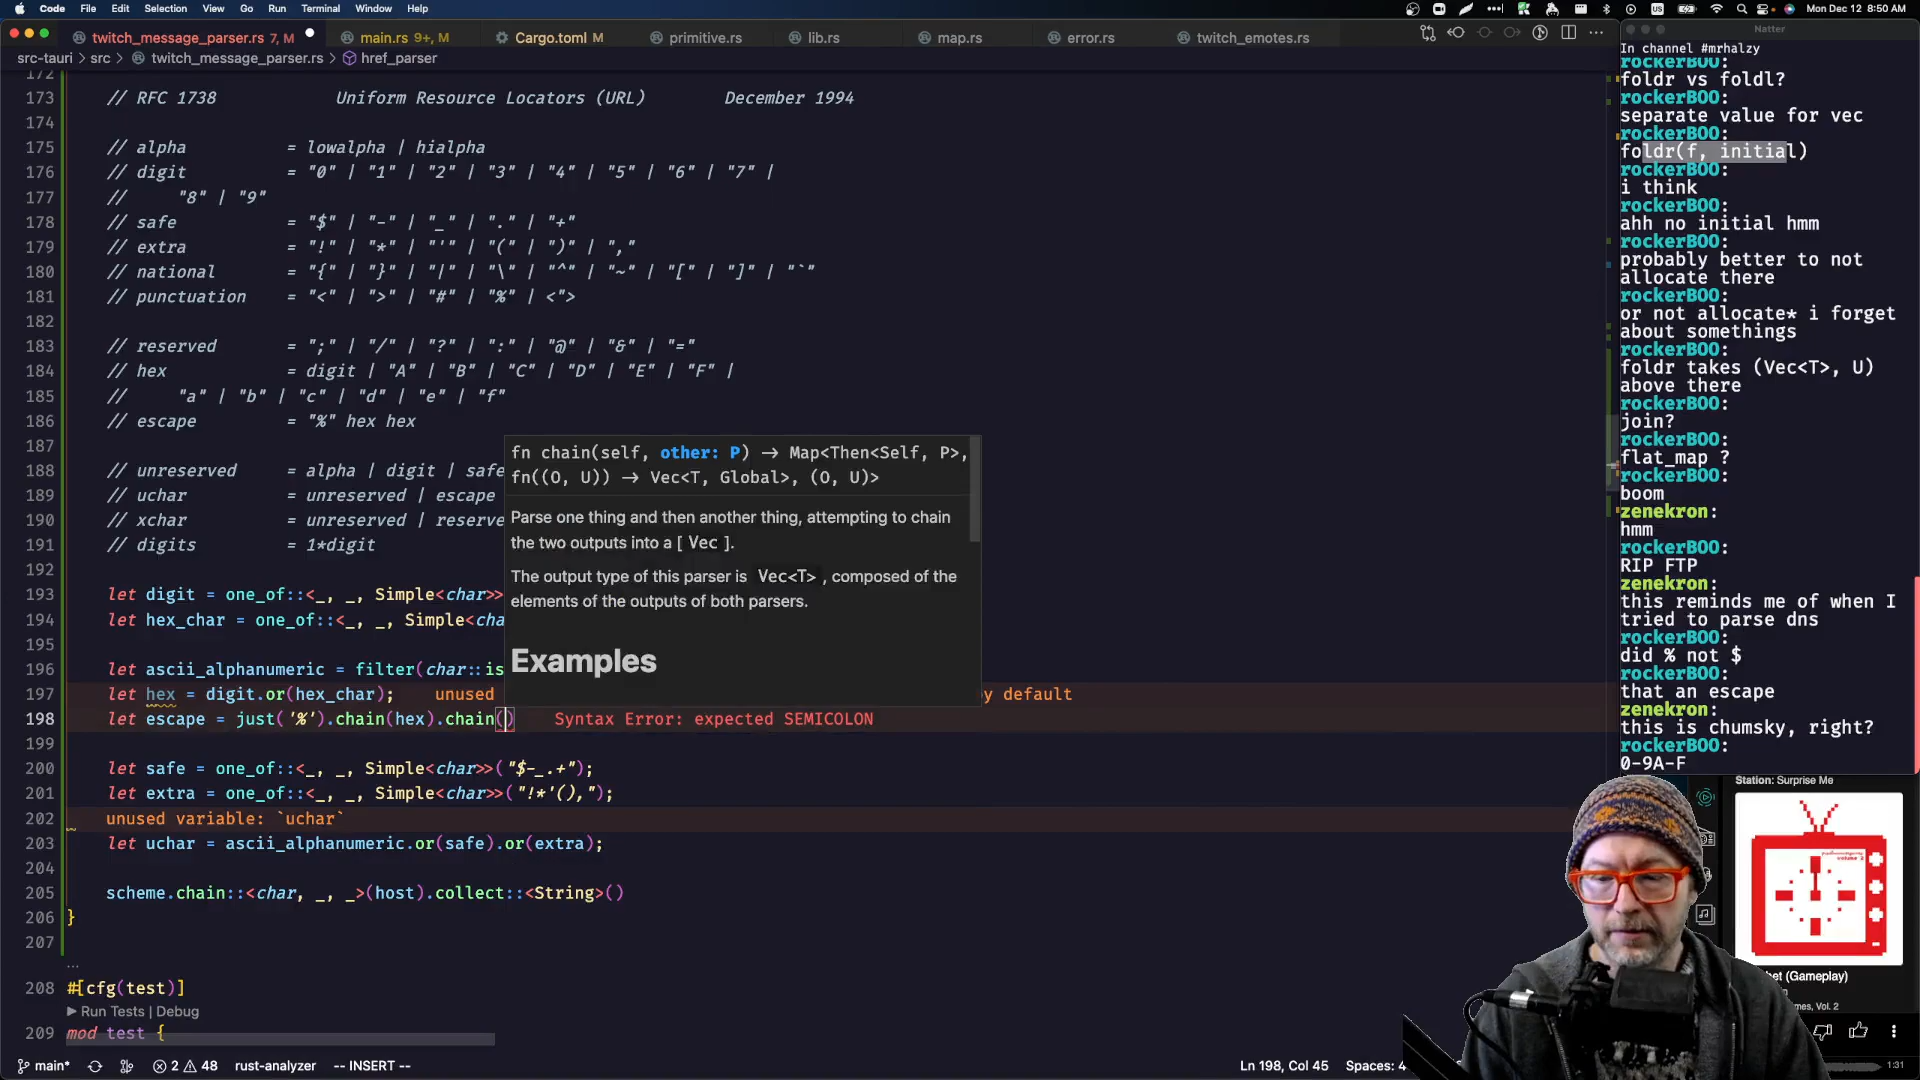 Code File Edit Selection View Go Run Terminal Window Help
Mon Dec 12 8:50 AM
twitch_message_parser.rs 7, M
main.rs 9+, M
Cargo.toml M
primitive.rs
lib.rs
map.rs
error.rs
twitch_emotes.rs
src-tauri > src > twitch_message_parser.rs > href_parser
172
173 // RFC 1738 Uniform Resource Locators (URL) December 1994
174
175 // alpha = lowalpha | hialpha
176 // digit = "0" | "1" | "2" | "3" | "4" | "5" | "6" | "7" |
177 // "8" | "9"
178 // safe = "$" | "-" | "_" | "." | "+"
179 // extra = "!" | "*" | "'" | "(" | ")" | ","
180 // national = "{" | "}" | "|" | "\" | "^" | "~" | "[" | "]" | "`"
181 // punctuation = "<" | ">" | "#" | "%" | <">
182
183 // reserved = ";" | "/" | "?" | ":" | "@" | "&" | "="
184 // hex = digit | "A" | "B" | "C" | "D" | "E" | "F" |
185 // "a" | "b" | "c" | "d" | "e" | "f"
186 // escape = "%" hex hex
187
188 // unreserved = alpha | digit | safe
189 // uchar = unreserved | escape
190 // xchar = unreserved | reserve
191 // digits = 1*digit
192
193 let digit = one_of::<_, _, Simple<char>>
194 let hex_char = one_of::<_, _, Simple<cha
195
196 let ascii_alphanumeric = filter(char::is
197 let hex = digit.or(hex_char); unused y default
198 let escape = just('%').chain(hex).chain() Syntax Error: expected SEMICOLON
199
200 let safe = one_of::<_, _, Simple<char>>("$-_.+");
201 let extra = one_of::<_, _, Simple<char>>("!*'(),");
202 unused variable: `uchar`
203 let uchar = ascii_alphanumeric.or(safe).or(extra);
204
205 scheme.chain::<char, _, _>(host).collect::<String>()
206 }
207
...
208 #[cfg(test)]
▶ Run Tests | Debug
209 mod test {
fn chain(self, other: P) → Map<Then<Self, P>,
fn((O, U)) → Vec<T, Global>, (O, U)>
Parse one thing and then another thing, attempting to chain
the two outputs into a [ Vec ].
The output type of this parser is Vec<T> , composed of the
elements of the outputs of both parsers.
Examples
main* 2 48 rust-analyzer -- INSERT --
Ln 198, Col 45 Spaces: 4
Natter
In channel #mrhalzy
rockerBOO:
foldr vs foldl?
rockerBOO:
separate value for vec
rockerBOO:
foldr(f, initial)
rockerBOO:
i think
rockerBOO:
ahh no initial hmm
rockerBOO:
probably better to not
allocate there
rockerBOO:
or not allocate* i forget
about somethings
rockerBOO:
foldr takes (Vec<T>, U)
above there
rockerBOO:
join?
rockerBOO:
flat_map ?
rockerBOO:
boom
zenekron:
hmm
rockerBOO:
RIP FTP
zenekron:
this reminds me of when I
tried to parse dns
rockerBOO:
did % not $
rockerBOO:
that an escape
zenekron:
this is chumsky, right?
rockerBOO:
0-9A-F
Station: Surprise Me
het (Gameplay)
mes, Vol. 2
1:31